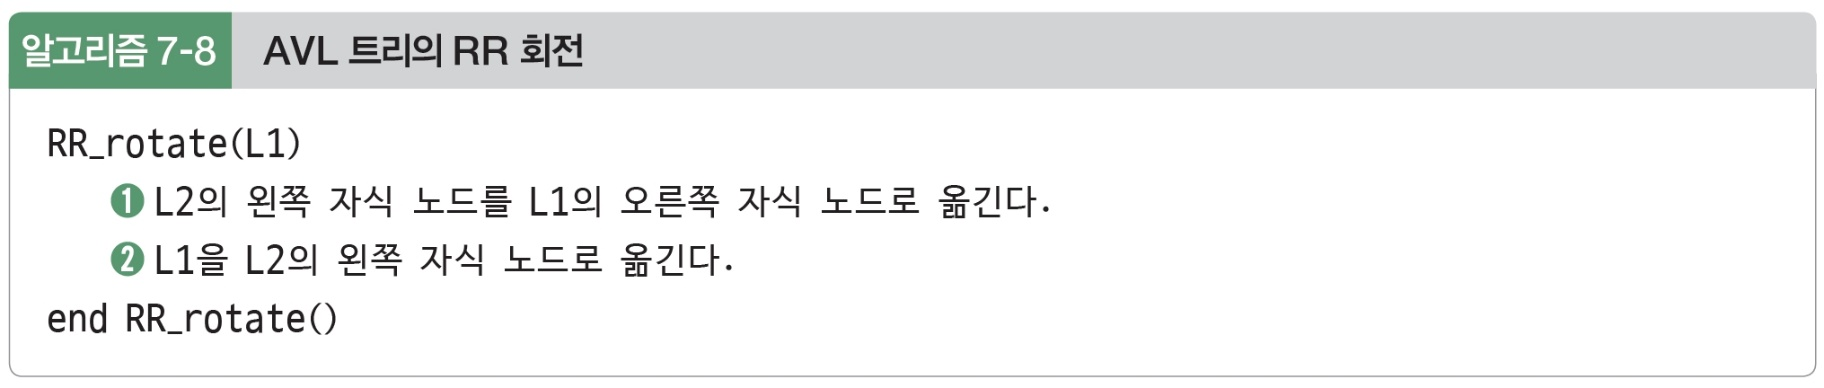 알고리즘 7-8 AVL 트리의 RR 회전
RR_rotate(L1)
❶ L2의 왼쪽 자식 노드를 L1의 오른쪽 자식 노드로 옮긴다.
❷ L1을 L2의 왼쪽 자식 노드로 옮긴다.
end RR_rotate()